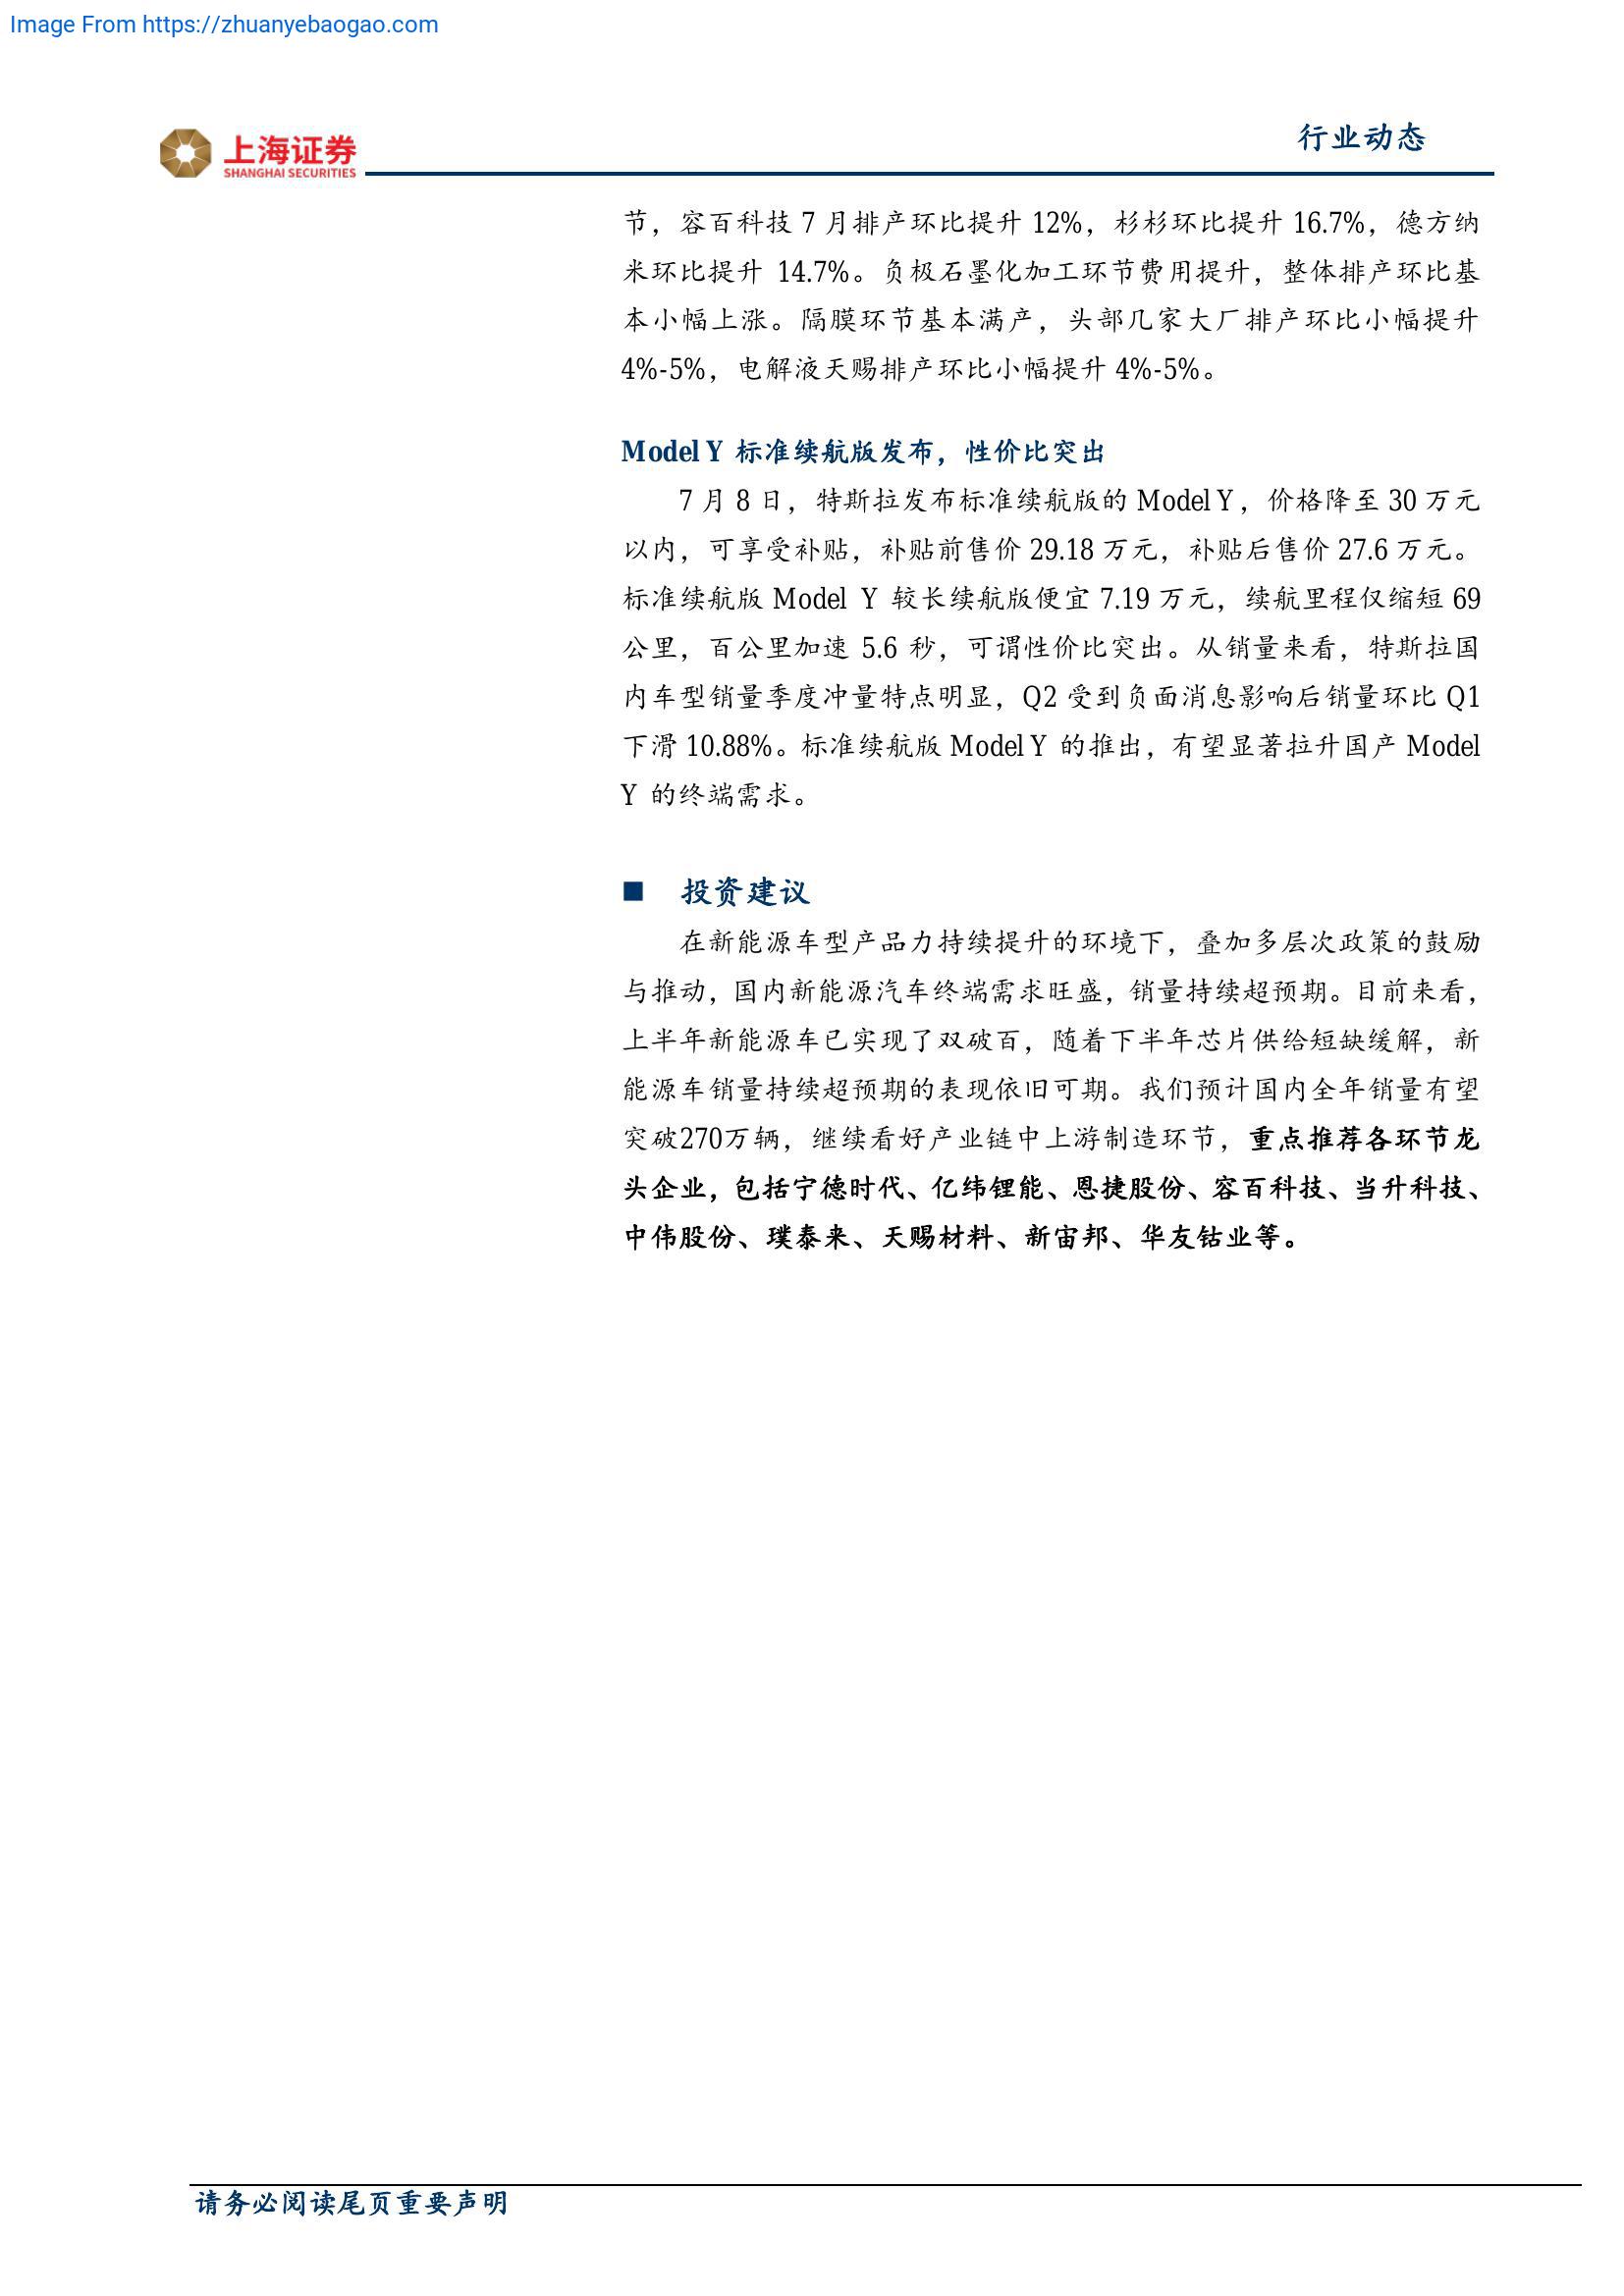 Image From https://zhuanyebaogao.com
上海证券
SHANGHAI SECURITIES
行业动态
节，容百科技 7 月排产环比提升 12%，杉杉环比提升 16.7%，德方纳
米环比提升 14.7%。负极石墨化加工环节费用提升，整体排产环比基
本小幅上涨。隔膜环节基本满产，头部几家大厂排产环比小幅提升
4%-5%，电解液天赐排产环比小幅提升 4%-5%。
Model Y 标准续航版发布，性价比突出
7 月 8 日，特斯拉发布标准续航版的 Model Y，价格降至 30 万元
以内，可享受补贴，补贴前售价 29.18 万元，补贴后售价 27.6 万元。
标准续航版 Model Y 较长续航版便宜 7.19 万元，续航里程仅缩短 69
公里，百公里加速 5.6 秒，可谓性价比突出。从销量来看，特斯拉国
内车型销量季度冲量特点明显，Q2 受到负面消息影响后销量环比 Q1
下滑 10.88%。标准续航版 Model Y 的推出，有望显著拉升国产 Model
Y 的终端需求。
■ 投资建议
在新能源车型产品力持续提升的环境下，叠加多层次政策的鼓励
与推动，国内新能源汽车终端需求旺盛，销量持续超预期。目前来看，
上半年新能源车已实现了双破百，随着下半年芯片供给短缺缓解，新
能源车销量持续超预期的表现依旧可期。我们预计国内全年销量有望
突破270万辆，继续看好产业链中上游制造环节，重点推荐各环节龙
头企业，包括宁德时代、亿纬锂能、恩捷股份、容百科技、当升科技、
中伟股份、璞泰来、天赐材料、新宙邦、华友钴业等。
请务必阅读尾页重要声明